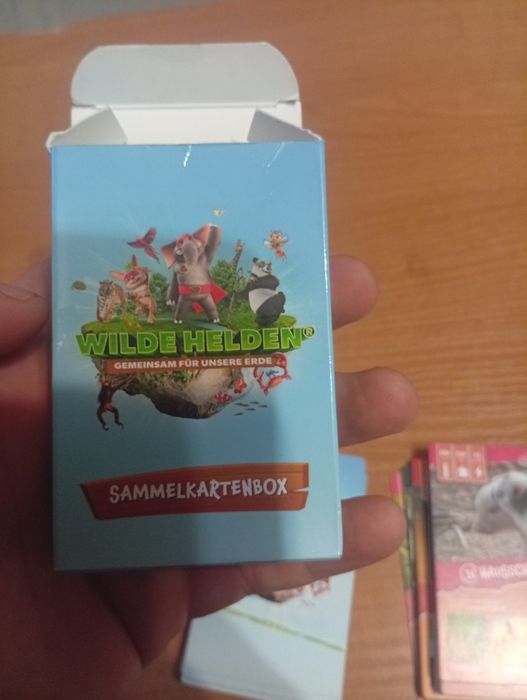 WILDE HELDEN®
GEMEINSAM FÜR UNSERE ERDE
SAMMELKARTENBOX